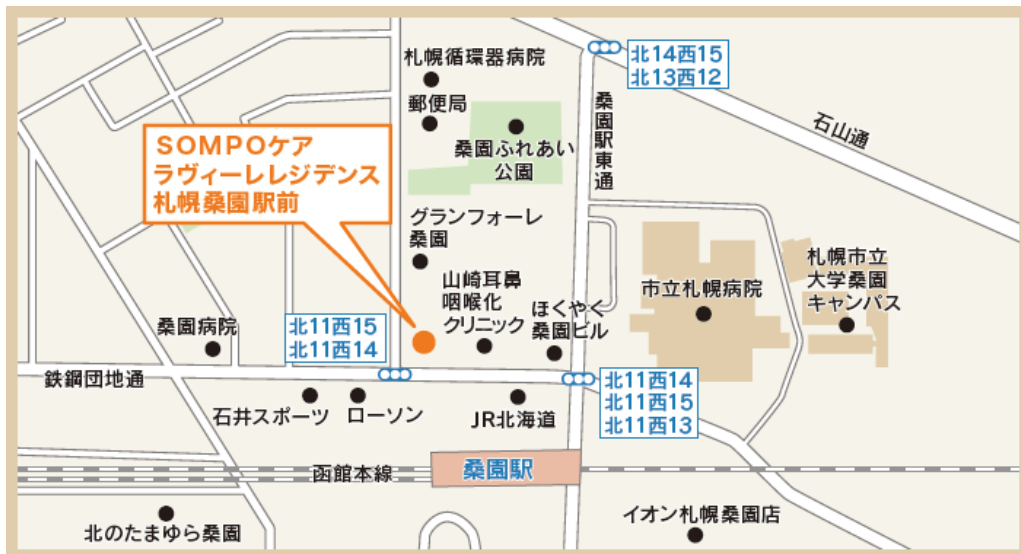 札幌循環器病院
郵便局
桑園ふれあい
公園
北14西15
北13西12
桑園駅東通
石山通
SOMPOケア
ラヴィーレレジデンス
札幌桑園駅前
グランフォーレ
桑園
山崎耳鼻
咽喉化
クリニック
ほくやく
桑園ビル
市立札幌病院
札幌市立
大学桑園
キャンパス
桑園病院
北11西15
北11西14
鉄鋼団地通
石井スポーツ
ローソン
JR北海道
北11西14
北11西15
北11西13
函館本線
桑園駅
北のたまゆら桑園
イオン札幌桑園店